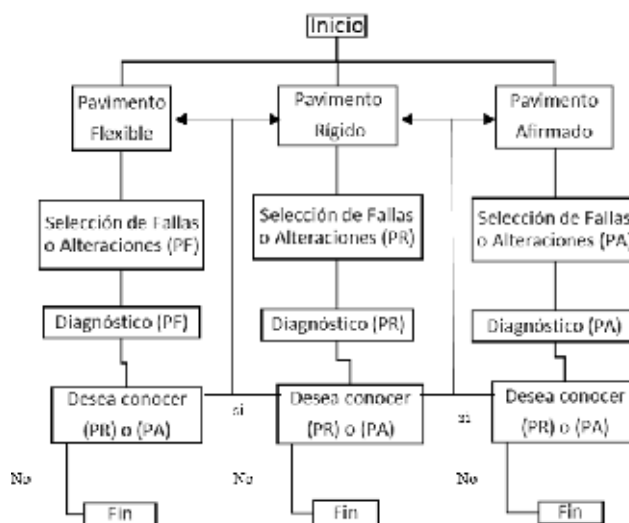 Inicio
Pavimento
Flexible
Pavimento
Rígido
Pavimento
Afirmado
Selección de Fallas
o Alteraciones (PF)
Selección de Fallas
o Alteraciones (PR)
Selección de Fallas
o Alteraciones (PA)
Diagnóstico (PF)
Diagnóstico (PR)
Diagnóstico (PA)
Desea conocer
(PR) o (PA)
si
Desea conocer
(PR) o (PA)
si
Desea conocer
(PR) o (PA)
No
No
No
Fin
Fin
Fin